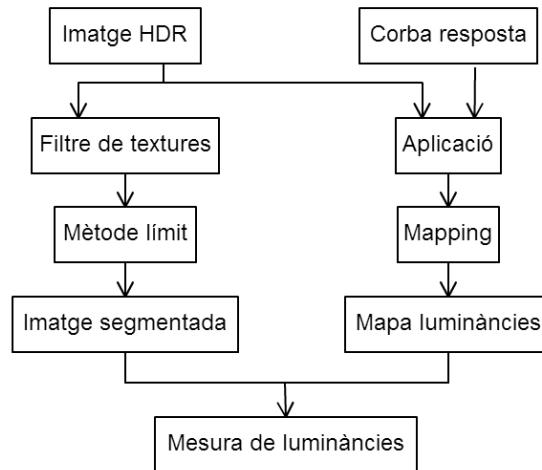 Imatge HDR
Corba resposta
Filtre de textures
Aplicació
Mètode límit
Mapping
Imatge segmentada
Mapa luminàncies
Mesura de luminàncies